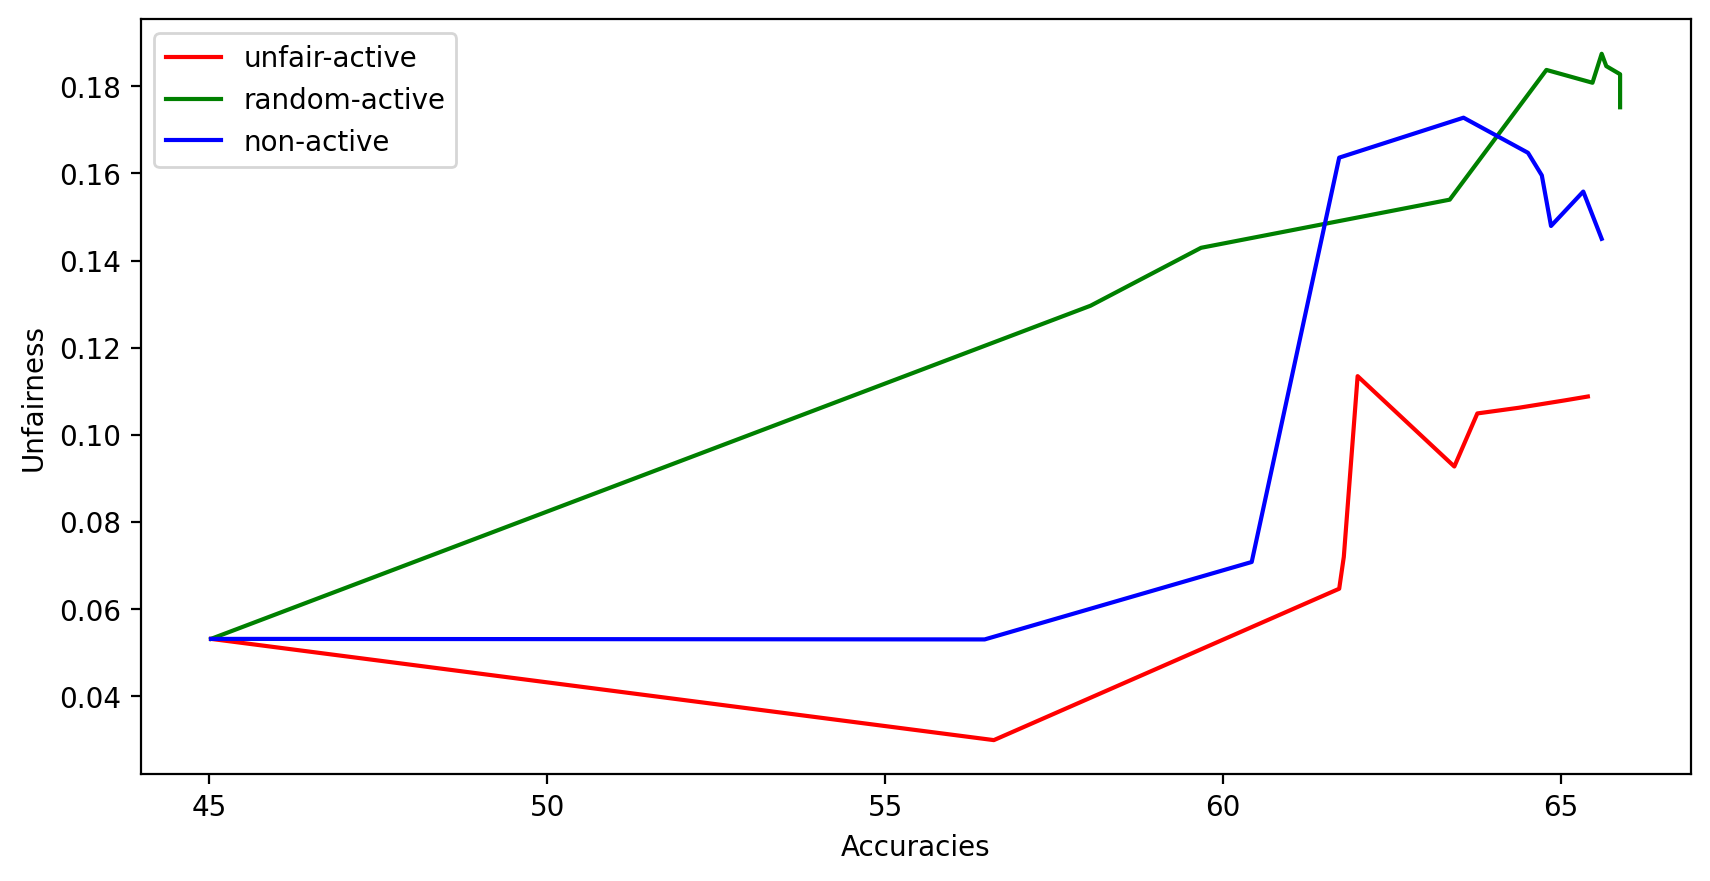 unfair-active
random-active
non-active
0.18
0.16
0.14
0.12
0.10
0.08
0.06
0.04
Unfairness
45 50 55 60 65
Accuracies